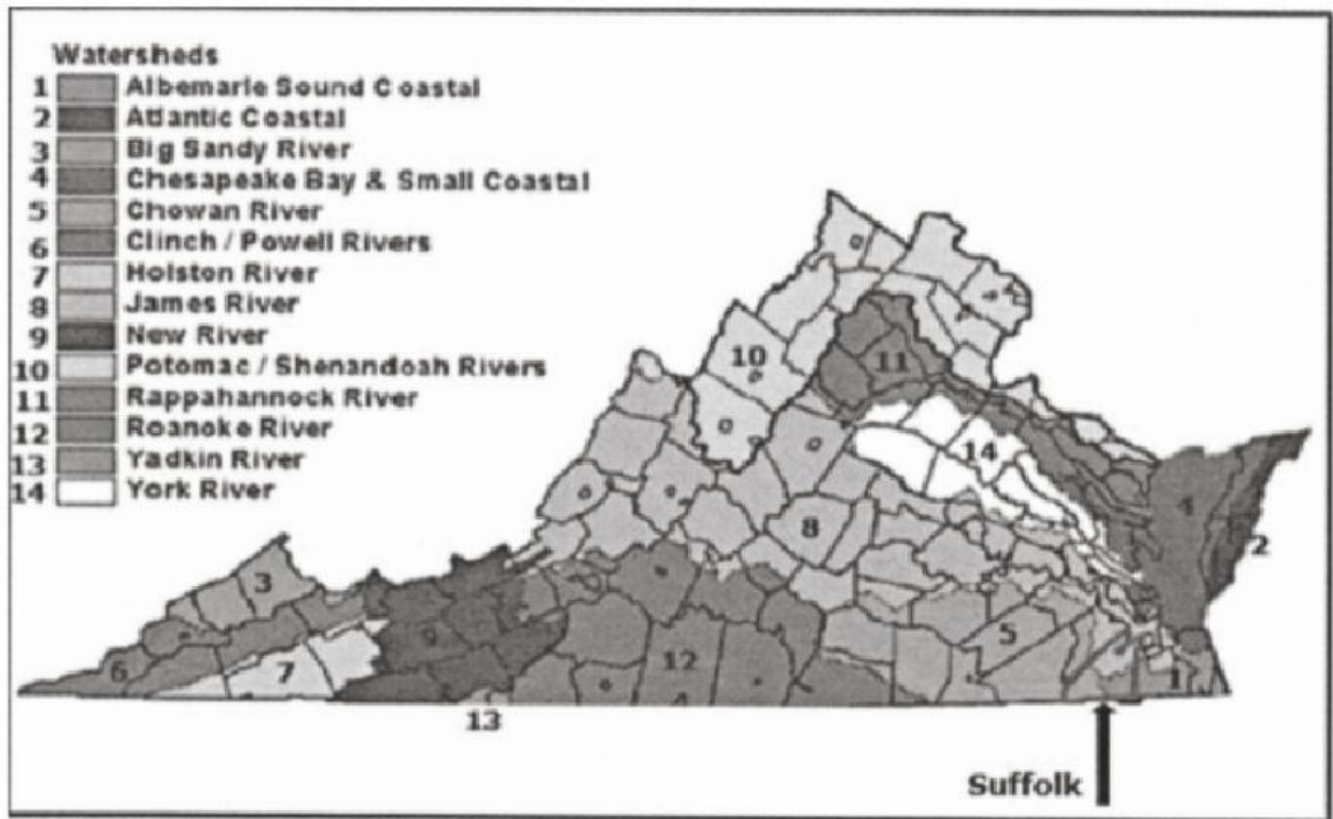 Watersheds
1 Albemarle Sound Coastal
2 Atlantic Coastal
3 Big Sandy River
4 Chesapeake Bay & Small Coastal
5 Chowan River
6 Clinch / Powell Rivers
7 Holston River
8 James River
9 New River
10 Potomac / Shenandoah Rivers
11 Rappahannock River
12 Roanoke River
13 Yadkin River
14 York River
10
11
14
4
8
2
3
9
5
6
7
12
1
13
Suffolk